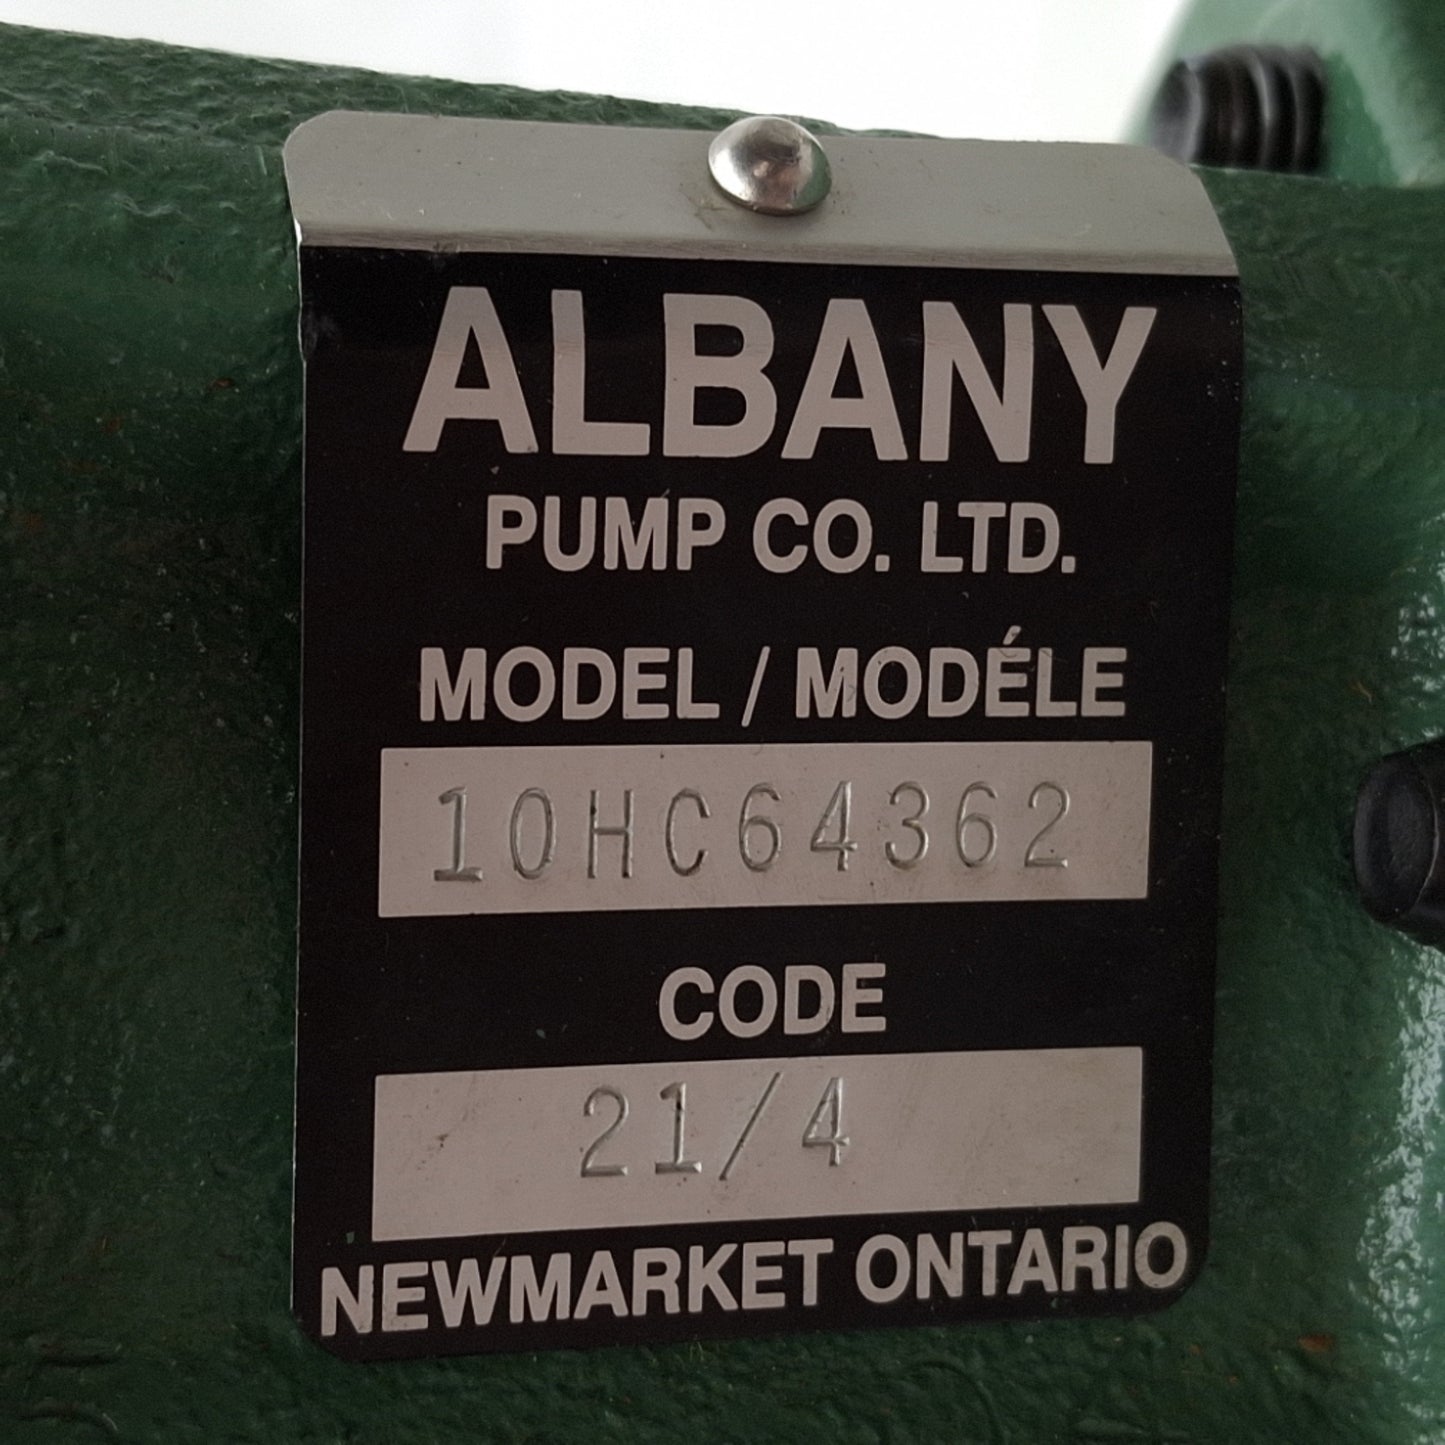 ALBANY
PUMP CO. LTD.
MODEL / MODÉLE
10HC64362
CODE
21/4
NEWMARKET ONTARIO